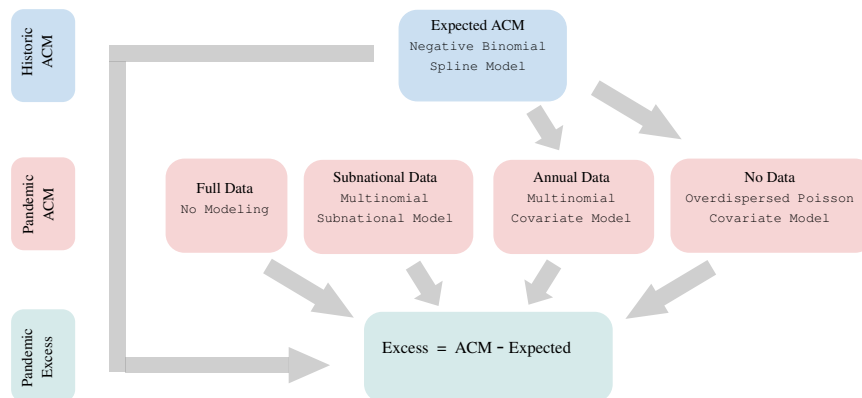 Historic
ACM
Expected ACM
Negative Binomial
Spline Model
Pandemic
ACM
Full Data
No Modeling
Subnational Data
Multinomial
Subnational Model
Annual Data
Multinomial
Covariate Model
No Data
Overdispersed Poisson
Covariate Model
Pandemic
Excess
Excess = ACM - Expected